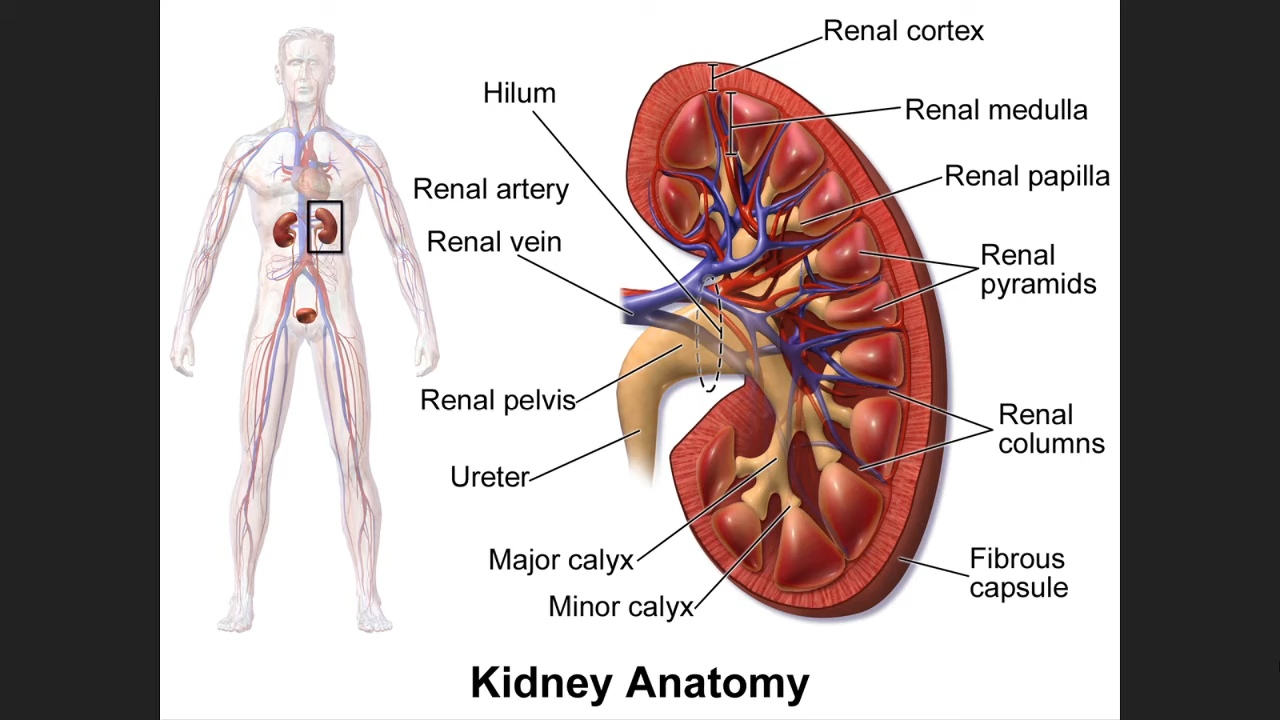 Renal cortex
Hilum
Renal medulla
Renal artery
Renal papilla
Renal vein
Renal
pyramids
Renal pelvis
Renal
columns
Ureter
Major calyx
Fibrous
capsule
Minor calyx
Kidney Anatomy